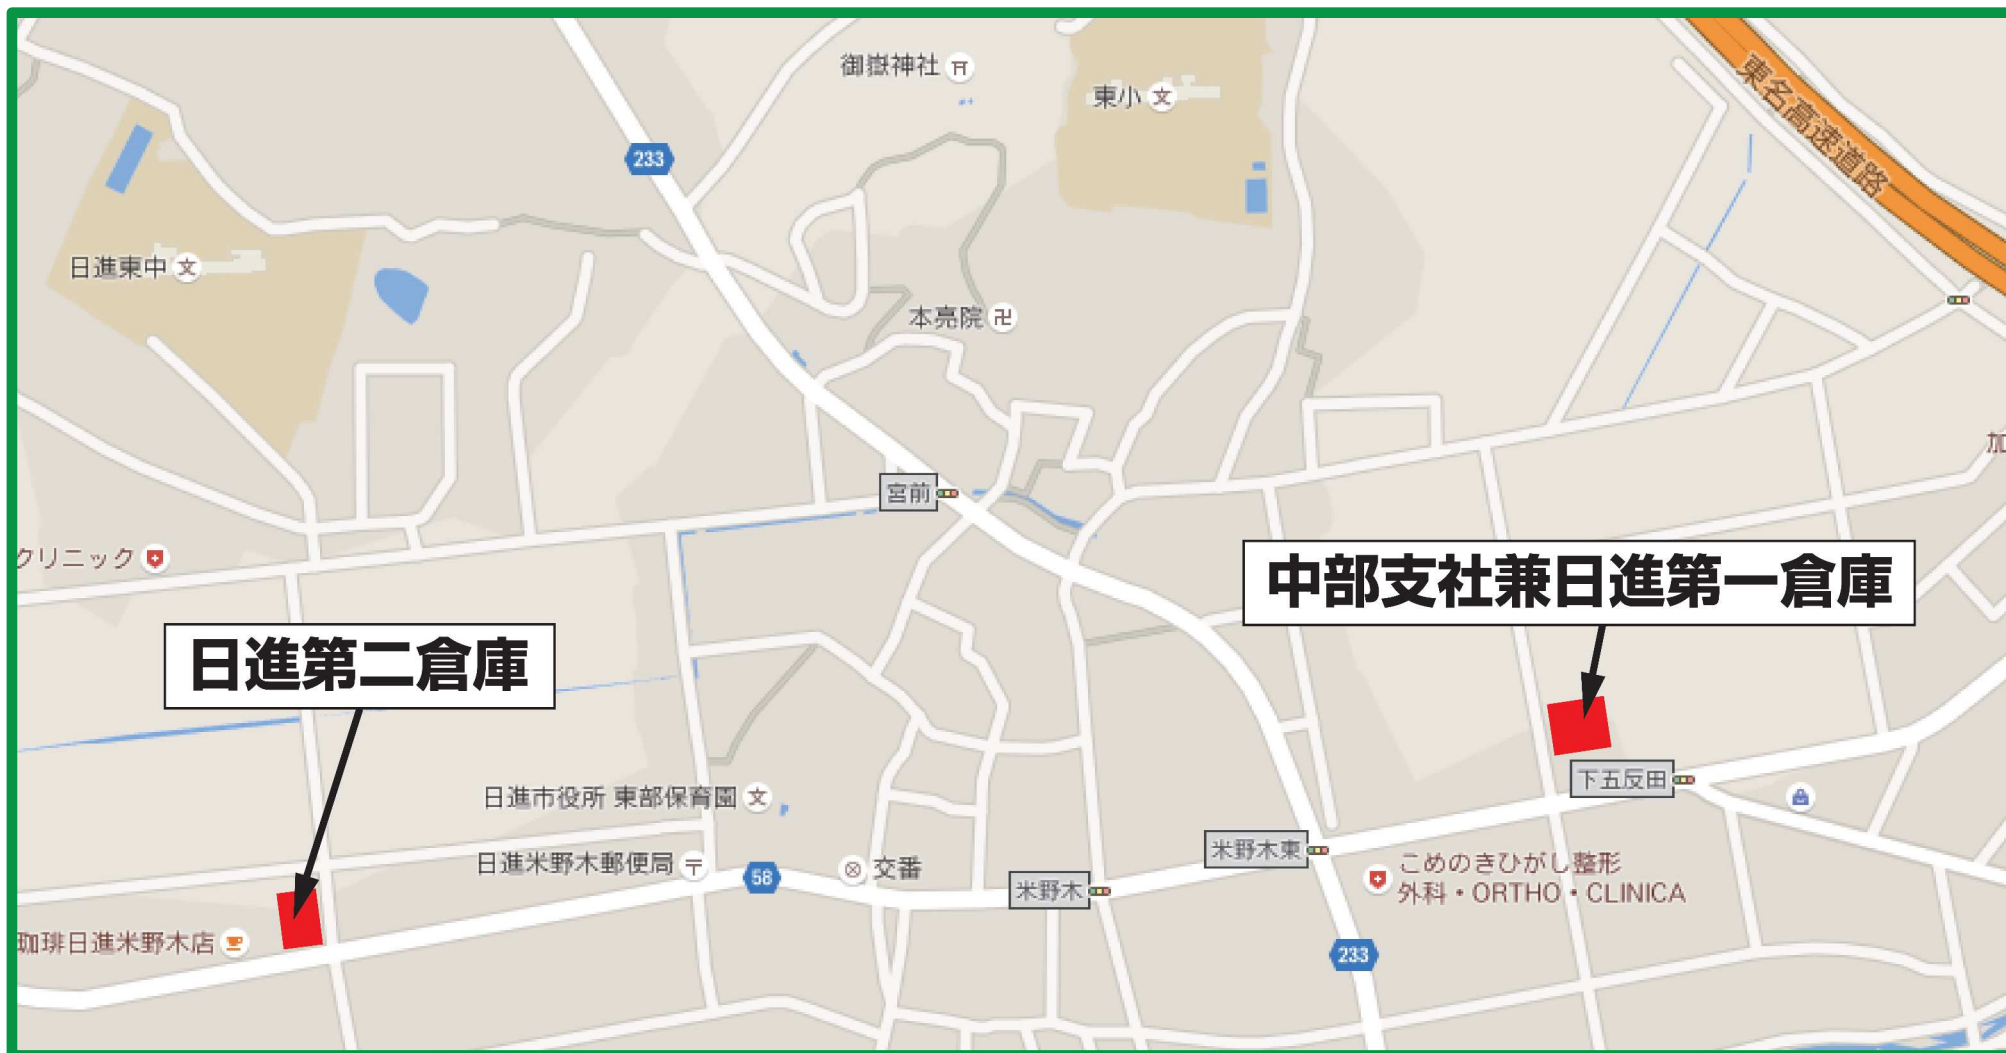 御嶽神社
東小 文
東名高速道路
233
日進東中 文
本亮院 卍
加
宮前
クリニック
中部支社兼日進第一倉庫
日進第二倉庫
下五反田
日進市役所 東部保育園 文
米野木東
日進米野木郵便局 〒
58
交番
米野木
こめのきひがし整形
外科・ORTHO・CLINICA
珈琲日進米野木店
233